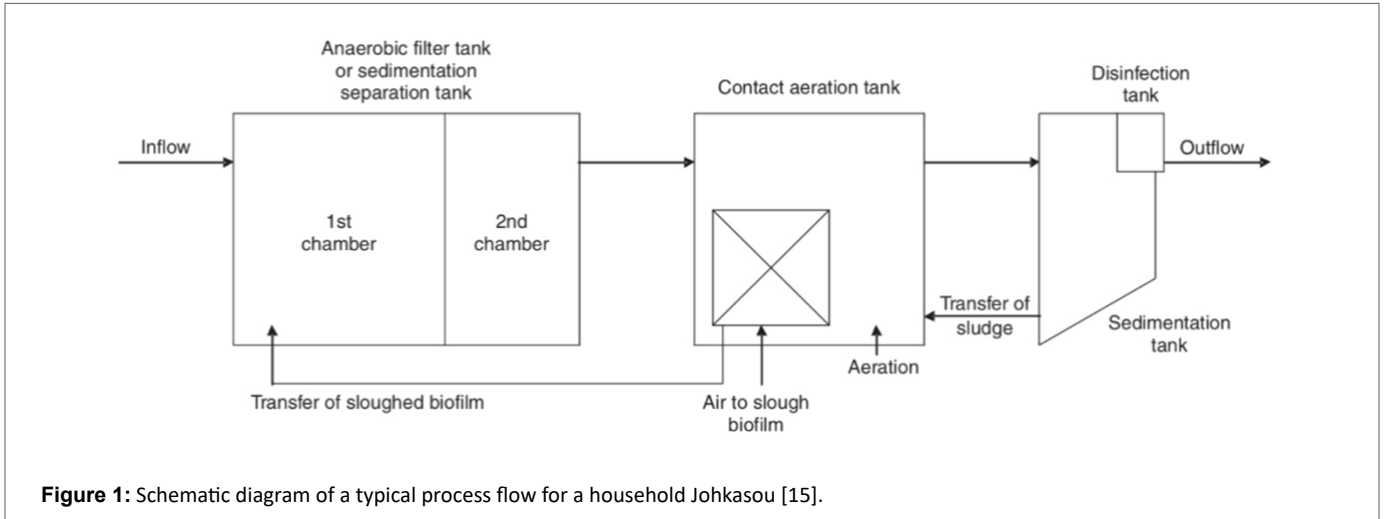 Anaerobic filter tank
or sedimentation
separation tank
Contact aeration tank
Disinfection
tank
Inflow
Outflow
1st
chamber
2nd
chamber
Transfer of
sludge
Sedimentation
tank
Aeration
Transfer of sloughed biofilm
Air to slough
biofilm
Figure 1: Schematic diagram of a typical process flow for a household Johkasou [15].